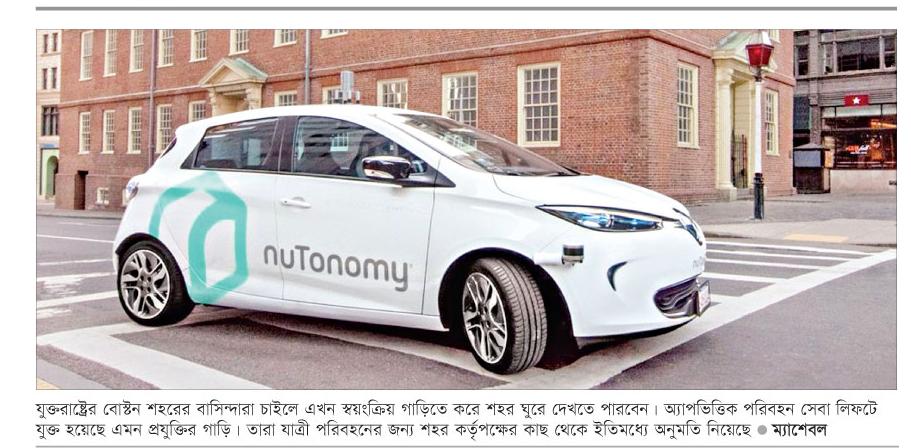 nuTonomy
যুক্তরাষ্ট্রের বোস্টন শহরের বাসিন্দারা চাইলে এখন স্বয়ংক্রিয় গাড়িতে করে শহর ঘুরে দেখতে পারবেন। অ্যাপভিত্তিক পরিবহন সেবা লিফটে
যুক্ত হয়েছে এমন প্রযুক্তির গাড়ি। তারা যাত্রী পরিবহনের জন্য শহর কর্তৃপক্ষের কাছ থেকে ইতিমধ্যে অনুমতি নিয়েছে ● ম্যাশেবল